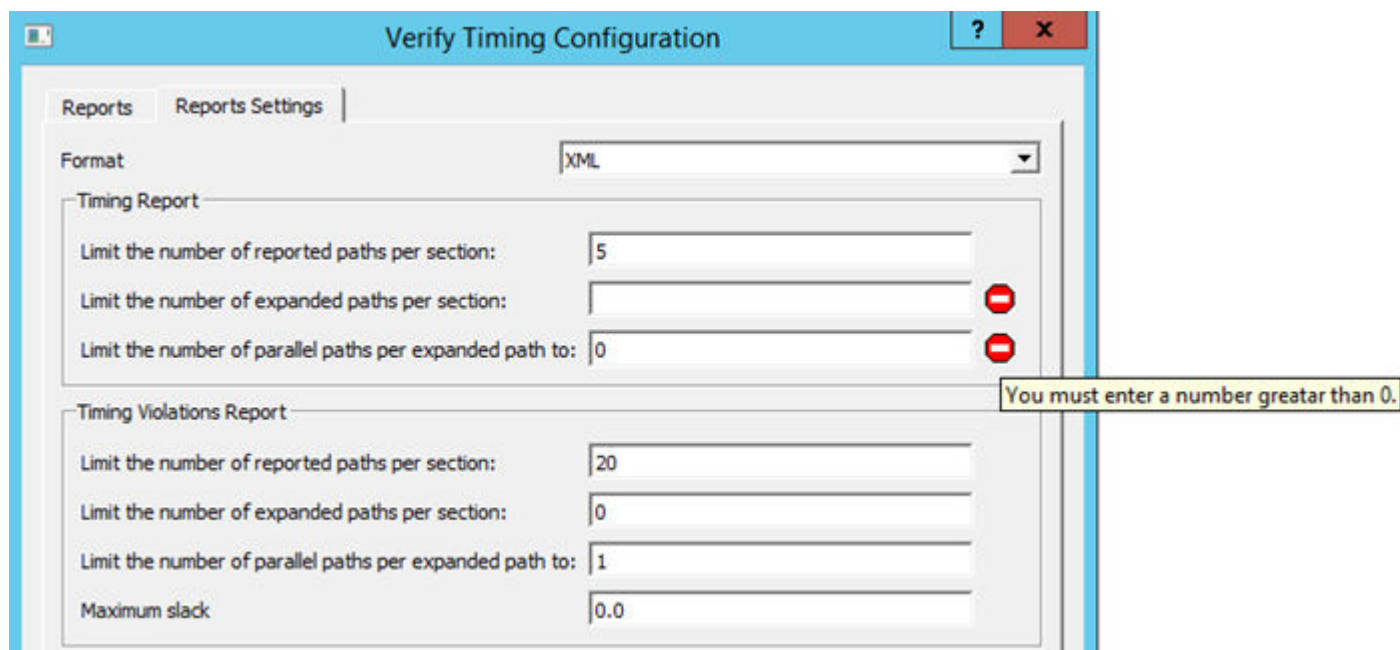 Verify Timing Configuration
? x
Reports Reports Settings
Format XML
Timing Report
Limit the number of reported paths per section: 5
Limit the number of expanded paths per section:
Limit the number of parallel paths per expanded path to: 0
You must enter a number greatar than 0.
Timing Violations Report
Limit the number of reported paths per section: 20
Limit the number of expanded paths per section: 0
Limit the number of parallel paths per expanded path to: 1
Maximum slack 0.0